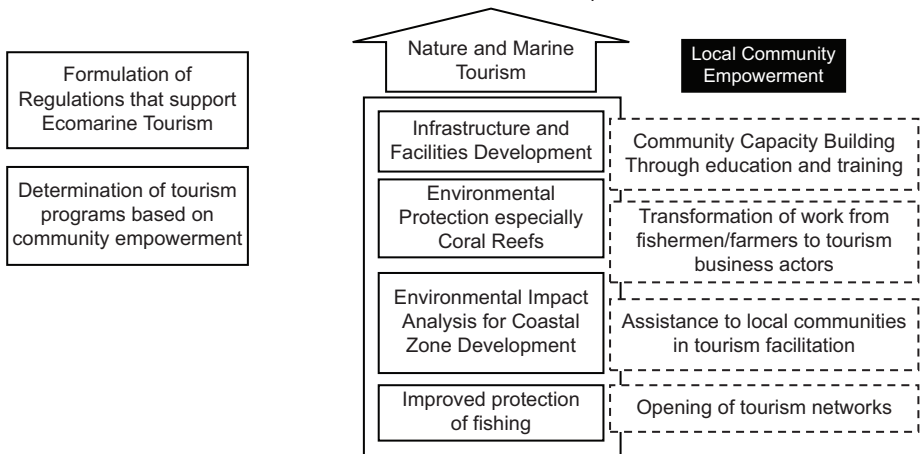 Formulation of
Regulations that support
Ecomarine Tourism
Determination of tourism
programs based on
community empowerment
Nature and Marine
Tourism
Infrastructure and
Facilities Development
Environmental
Protection especially
Coral Reefs
Environmental Impact
Analysis for Coastal
Zone Development
Improved protection
of fishing
Local Community
Empowerment
Community Capacity Building
Through education and training
Transformation of work from
fishermen/farmers to tourism
business actors
Assistance to local communities
in tourism facilitation
Opening of tourism networks